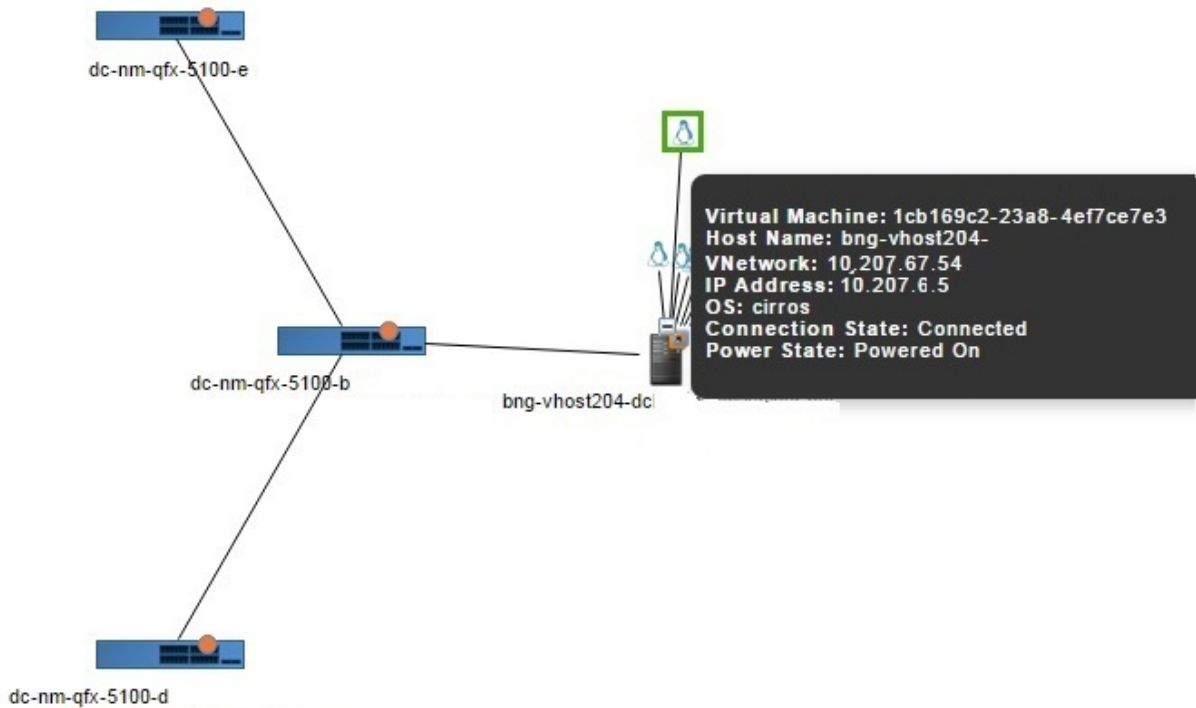 dc-nm-qfx-5100-e
Virtual Machine: 1cb169c2-23a8-4ef7ce7e3
Host Name: bng-vhost204-
VNetwork: 10,207.67.54
IP Address: 10.207.6.5
OS: cirros
Connection State: Connected
Power State: Powered On
dc-nm-qfx-5100-b
bng-vhost204-dcl
dc-nm-qfx-5100-d